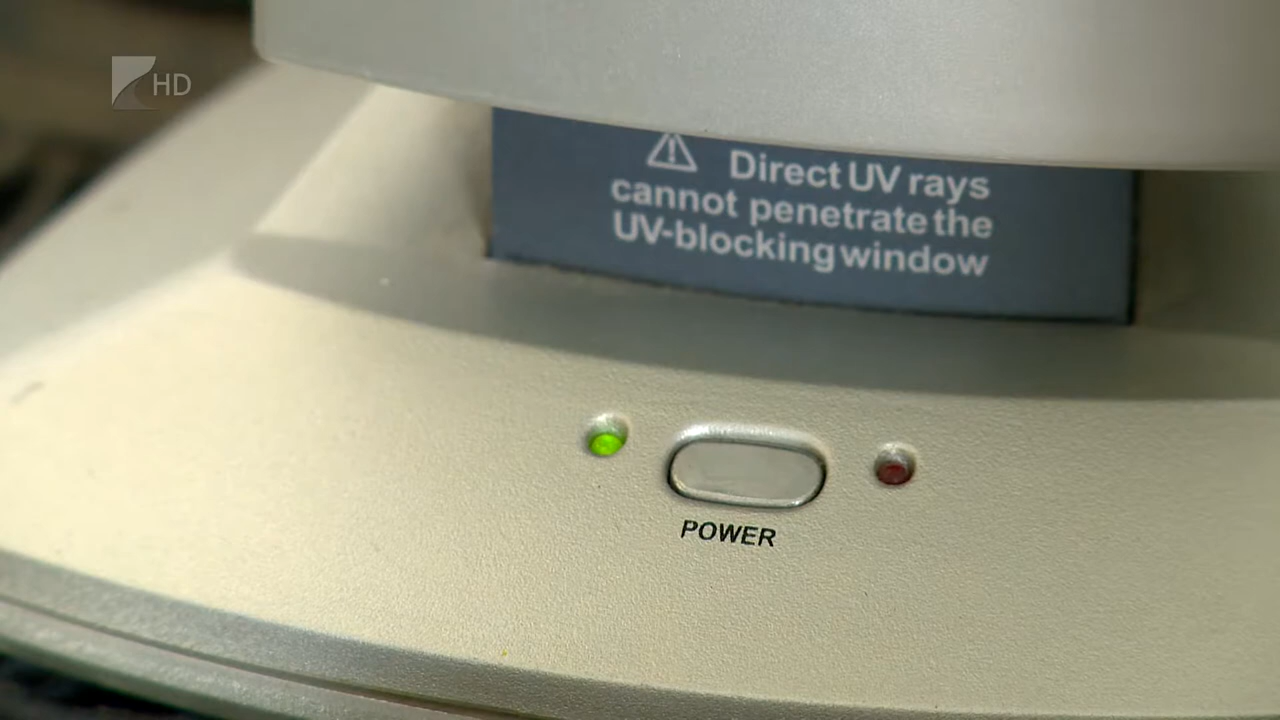 HD
Direct UV rays
cannot penetrate the
UV-blocking window
POWER